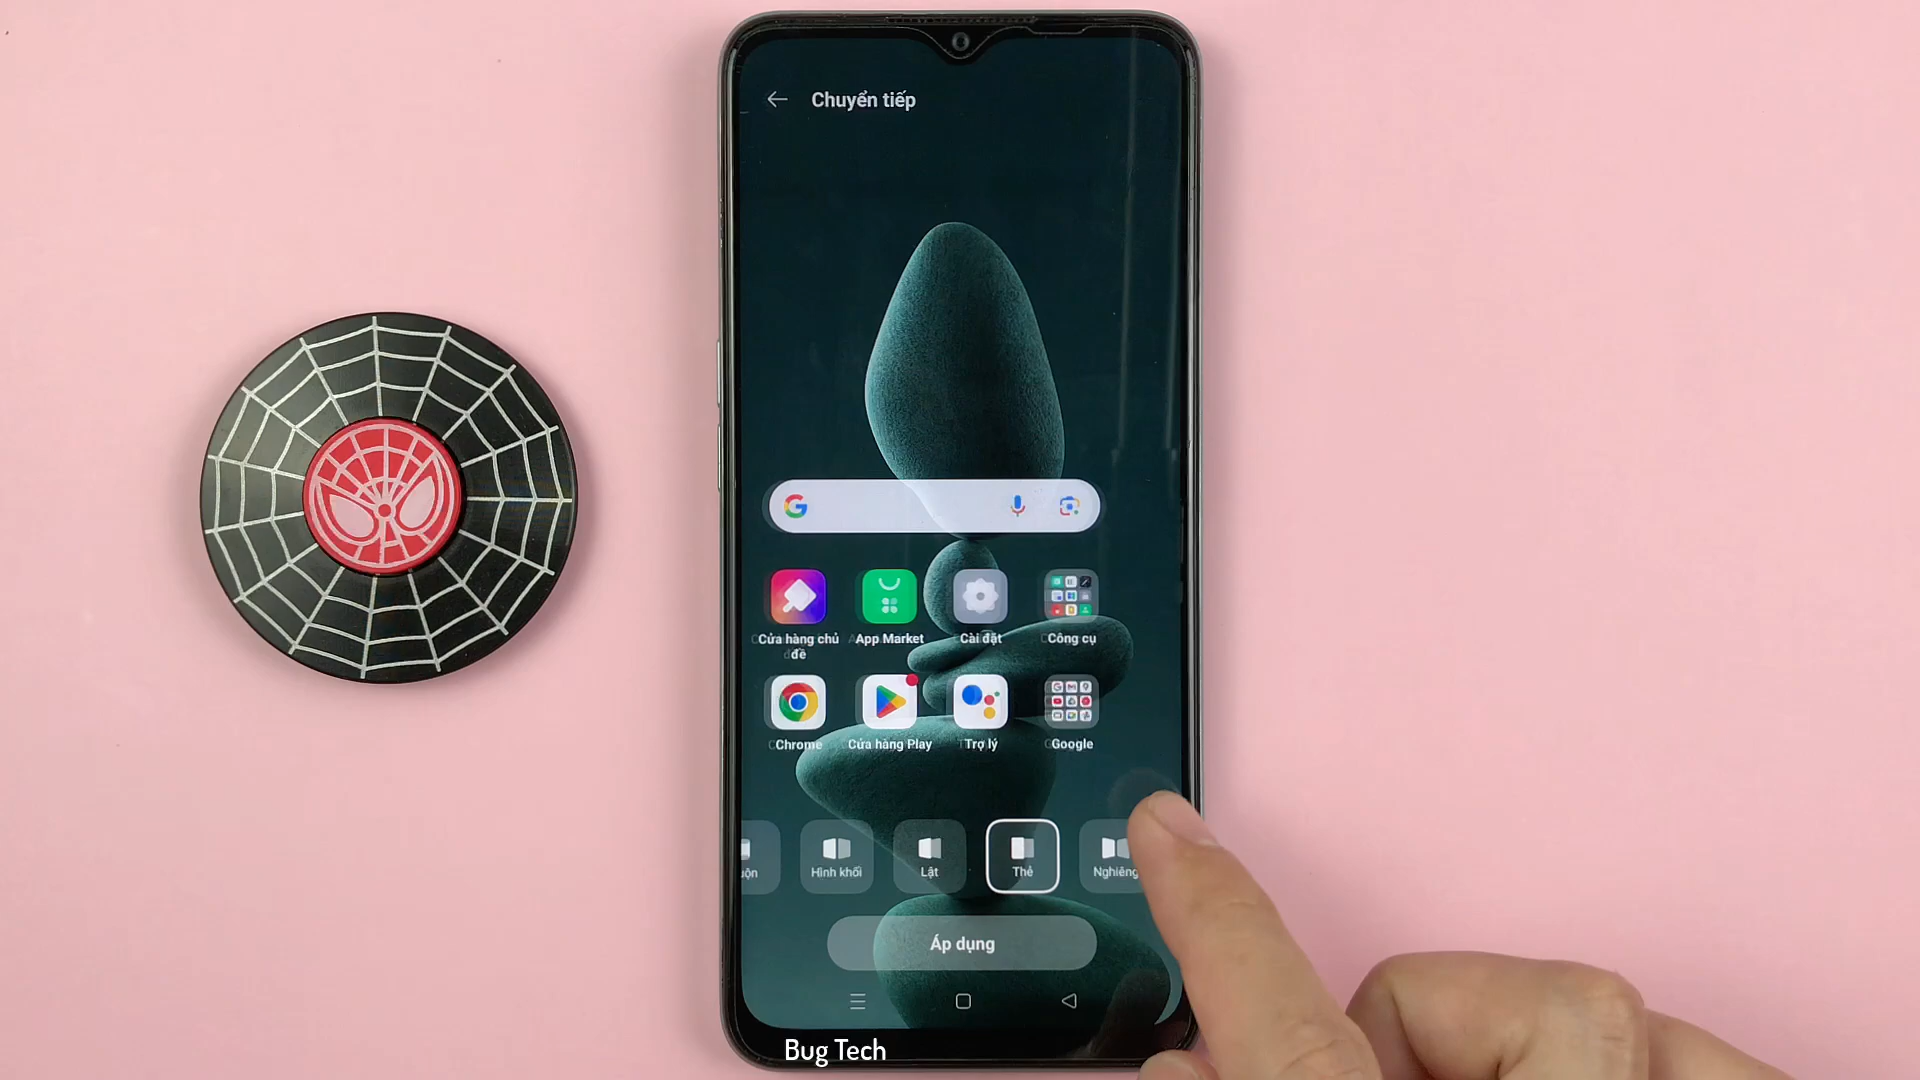 Chuyển tiếp
Cửa hàng chủ đề
App Market
Cài đặt
Công cụ
Chrome
Cửa hàng Play
Trợ lý
Google
Hình khối
Lật
Thẻ
Nghiêng
Áp dụng
Bug Tech